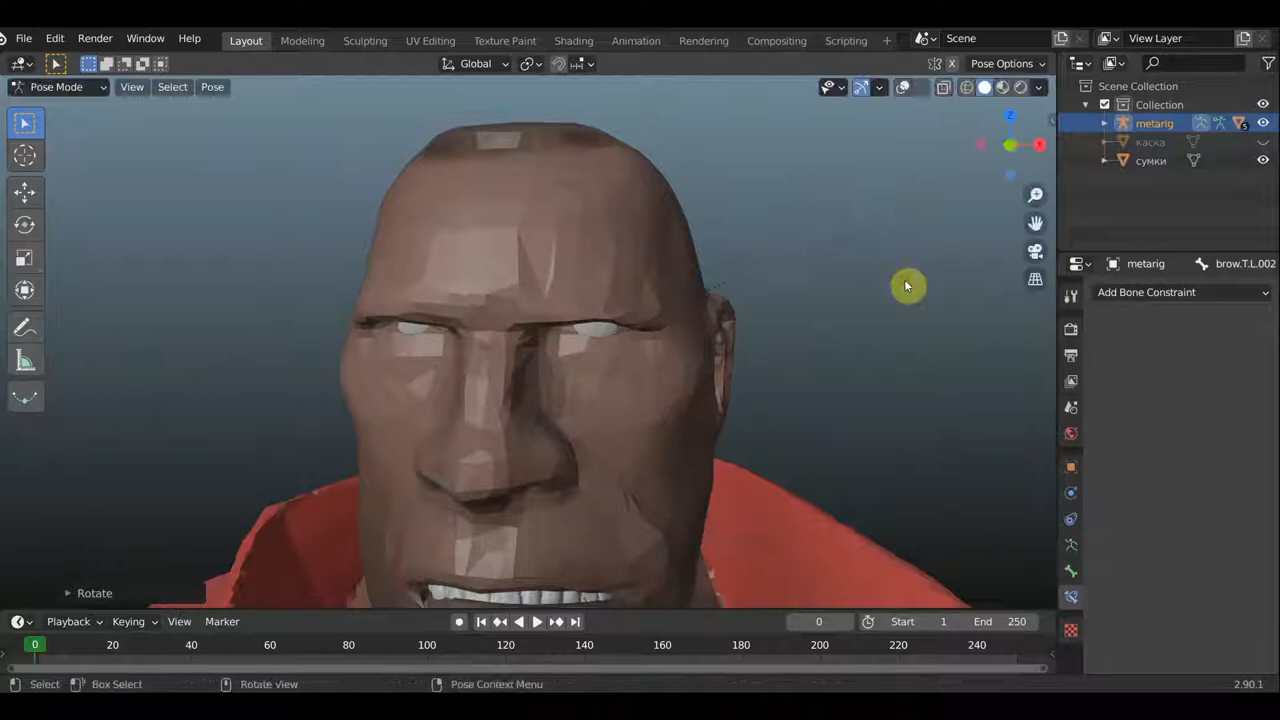 File Edit Render Window Help Layout Modeling Sculpting UV Editing Texture Paint Shading Animation Rendering Compositing Scripting Scene View Layer
Global X Pose Options
Pose Mode View Select Pose
Scene Collection
Collection
metarig 5
каска
сумки
Z
X
metarig brow.T.L.002
Add Bone Constraint
Rotate
Playback Keying View Marker 0 Start 1 End 250
0 20 40 60 80 100 120 140 160 180 200 220 240
Select Box Select Rotate View Pose Context Menu 2.90.1